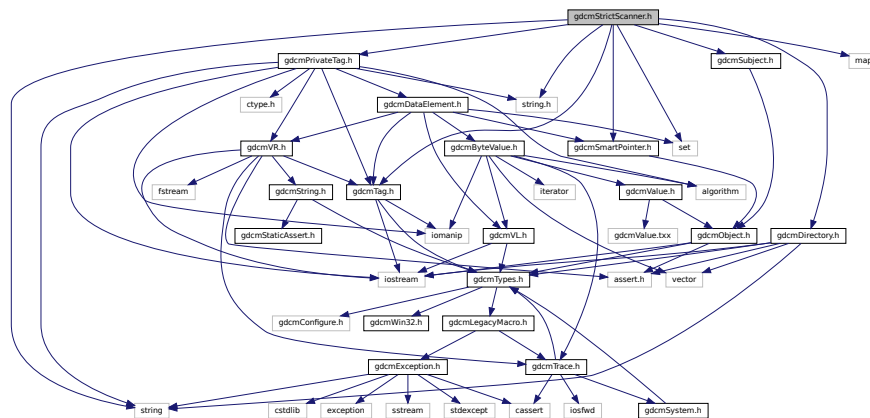 gdcmStrictScanner.h
gdcmPrivateTag.h
gdcmSubject.h
map
ctype.h
gdcmDataElement.h
string.h
gdcmVR.h
gdcmByteValue.h
gdcmSmartPointer.h
set
fstream
gdcmString.h
gdcmTag.h
iterator
gdcmValue.h
algorithm
gdcmStaticAssert.h
iomanip
gdcmVL.h
gdcmValue.txx
gdcmObject.h
gdcmDirectory.h
iostream
gdcmTypes.h
assert.h
vector
gdcmConfigure.h
gdcmWin32.h
gdcmLegacyMacro.h
gdcmException.h
gdcmTrace.h
string
cstdlib
exception
sstream
stdexcept
cassert
iosfwd
gdcmSystem.h